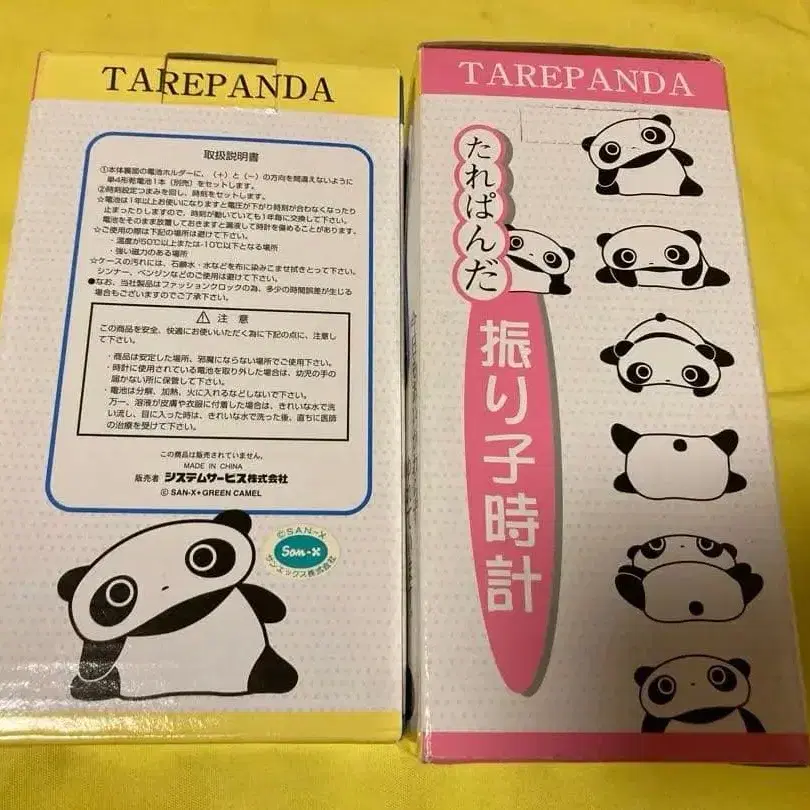 TAREPANDA
取扱説明書
①本体裏面の電池ホルダーに、(+)と(−)の方向を間違えないように
単4形乾電池1本(別売)をセットします。
②時刻設定つまみを回し、時刻をセットします。
☆電池は1年以上お使いになりますと電圧が下がり時刻が合わなくなったり
止まったりしますので、時刻が動いていても1年毎に交換して下さい。
電池をそのまま放置しておきますと漏液して時計を傷めることがあります。
☆ご使用の際は下記の場所は避けて下さい。
・温度が50℃以上または-10℃以下となる場所
・強い磁力のある場所
☆ケースの汚れには、石鹸水・水などを布に染みこませ拭きとって下さい。
シンナー、ベンジンなどのご使用は避けて下さい。
●なお、当社製品はファッションクロックの為、多少の時間誤差が生じる
場合もございますのでご了承下さい。
⚠ 注 意
この商品を安全、快適にお使いいただく為に下記の点に、注意し
て下さい。
・商品は安定した場所、邪魔にならない場所でご使用下さい。
・時計に使用されている電池を取り外した場合は、幼児の手の
届かない所に保管して下さい。
・電池は分解、加熱、火に入れるなどしないで下さい。
万一、溶液が皮膚や衣服に付着した場合は、きれいな水で洗
い流し、目に入った時は、きれいな水で洗った後、直ちに医師
の治療を受けて下さい。
この商品は販売されていません。
MADE IN CHINA
販売者 システムサービス株式会社
© SAN-X+GREEN CAMEL
©SAN-X
San-X
サンエックス株式会社
TAREPANDA
たれぱんだ
振り子時計